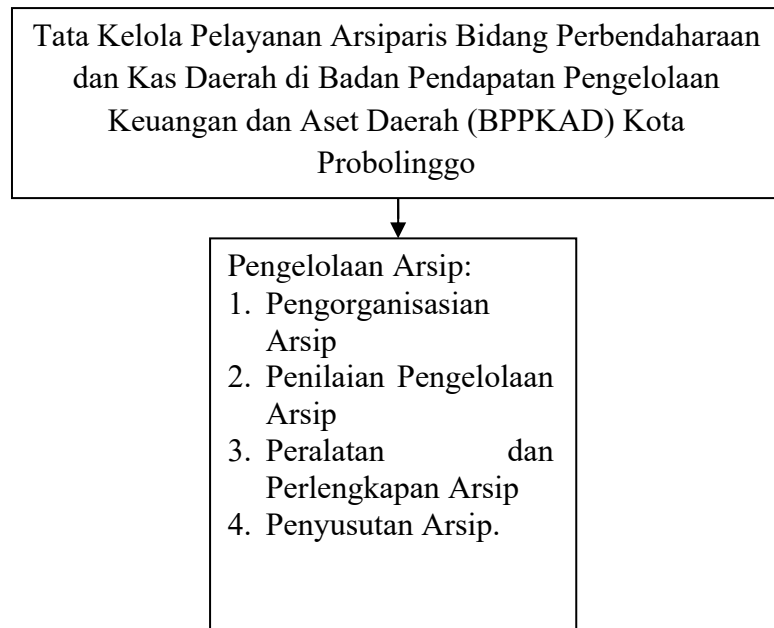 Tata Kelola Pelayanan Arsiparis Bidang Perbendaharaan
dan Kas Daerah di Badan Pendapatan Pengelolaan
Keuangan dan Aset Daerah (BPPKAD) Kota
Probolinggo
Pengelolaan Arsip:
1. Pengorganisasian
Arsip
2. Penilaian Pengelolaan
Arsip
3. Peralatan dan
Perlengkapan Arsip
4. Penyusutan Arsip.